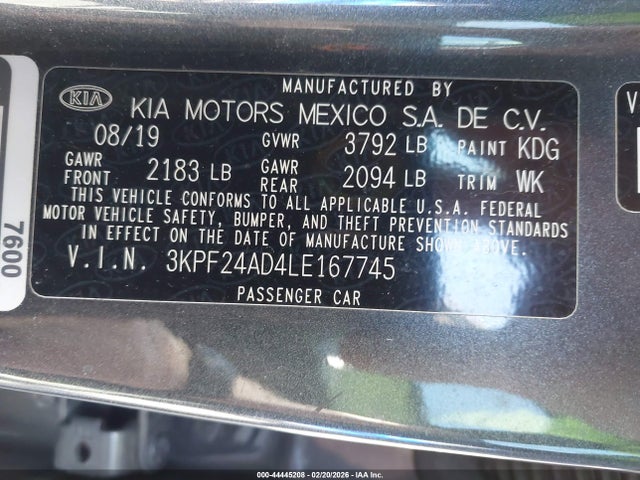 MANUFACTURED BY
KIA KIA MOTORS MEXICO S.A. DE C.V.
08/19 GVWR 3792 LB PAINT KDG
GAWR FRONT 2183 LB GAWR REAR 2094 LB TRIM WK
THIS VEHICLE CONFORMS TO ALL APPLICABLE U.S.A. FEDERAL
MOTOR VEHICLE SAFETY, BUMPER, AND THEFT PREVENTION STANDARDS
IN EFFECT ON THE DATE OF MANUFACTURE SHOWN ABOVE.
V.I.N. 3KPF24AD4LE167745
PASSENGER CAR
7600
V
000-44445208 - 02/20/2026 - IAAI